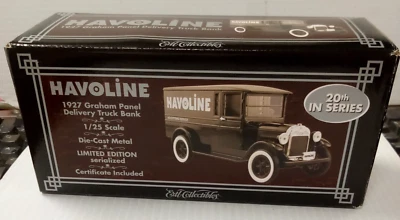 HAVOLINE
1927 Graham Panel Delivery Truck Bank
HAVOLINE
1927 Graham Panel
Delivery Truck Bank
1/25 Scale
Die-Cast Metal
LIMITED EDITION
serialized
Certificate Included
HAVOLINE
20th
IN SERIES
Ertl Collectibles